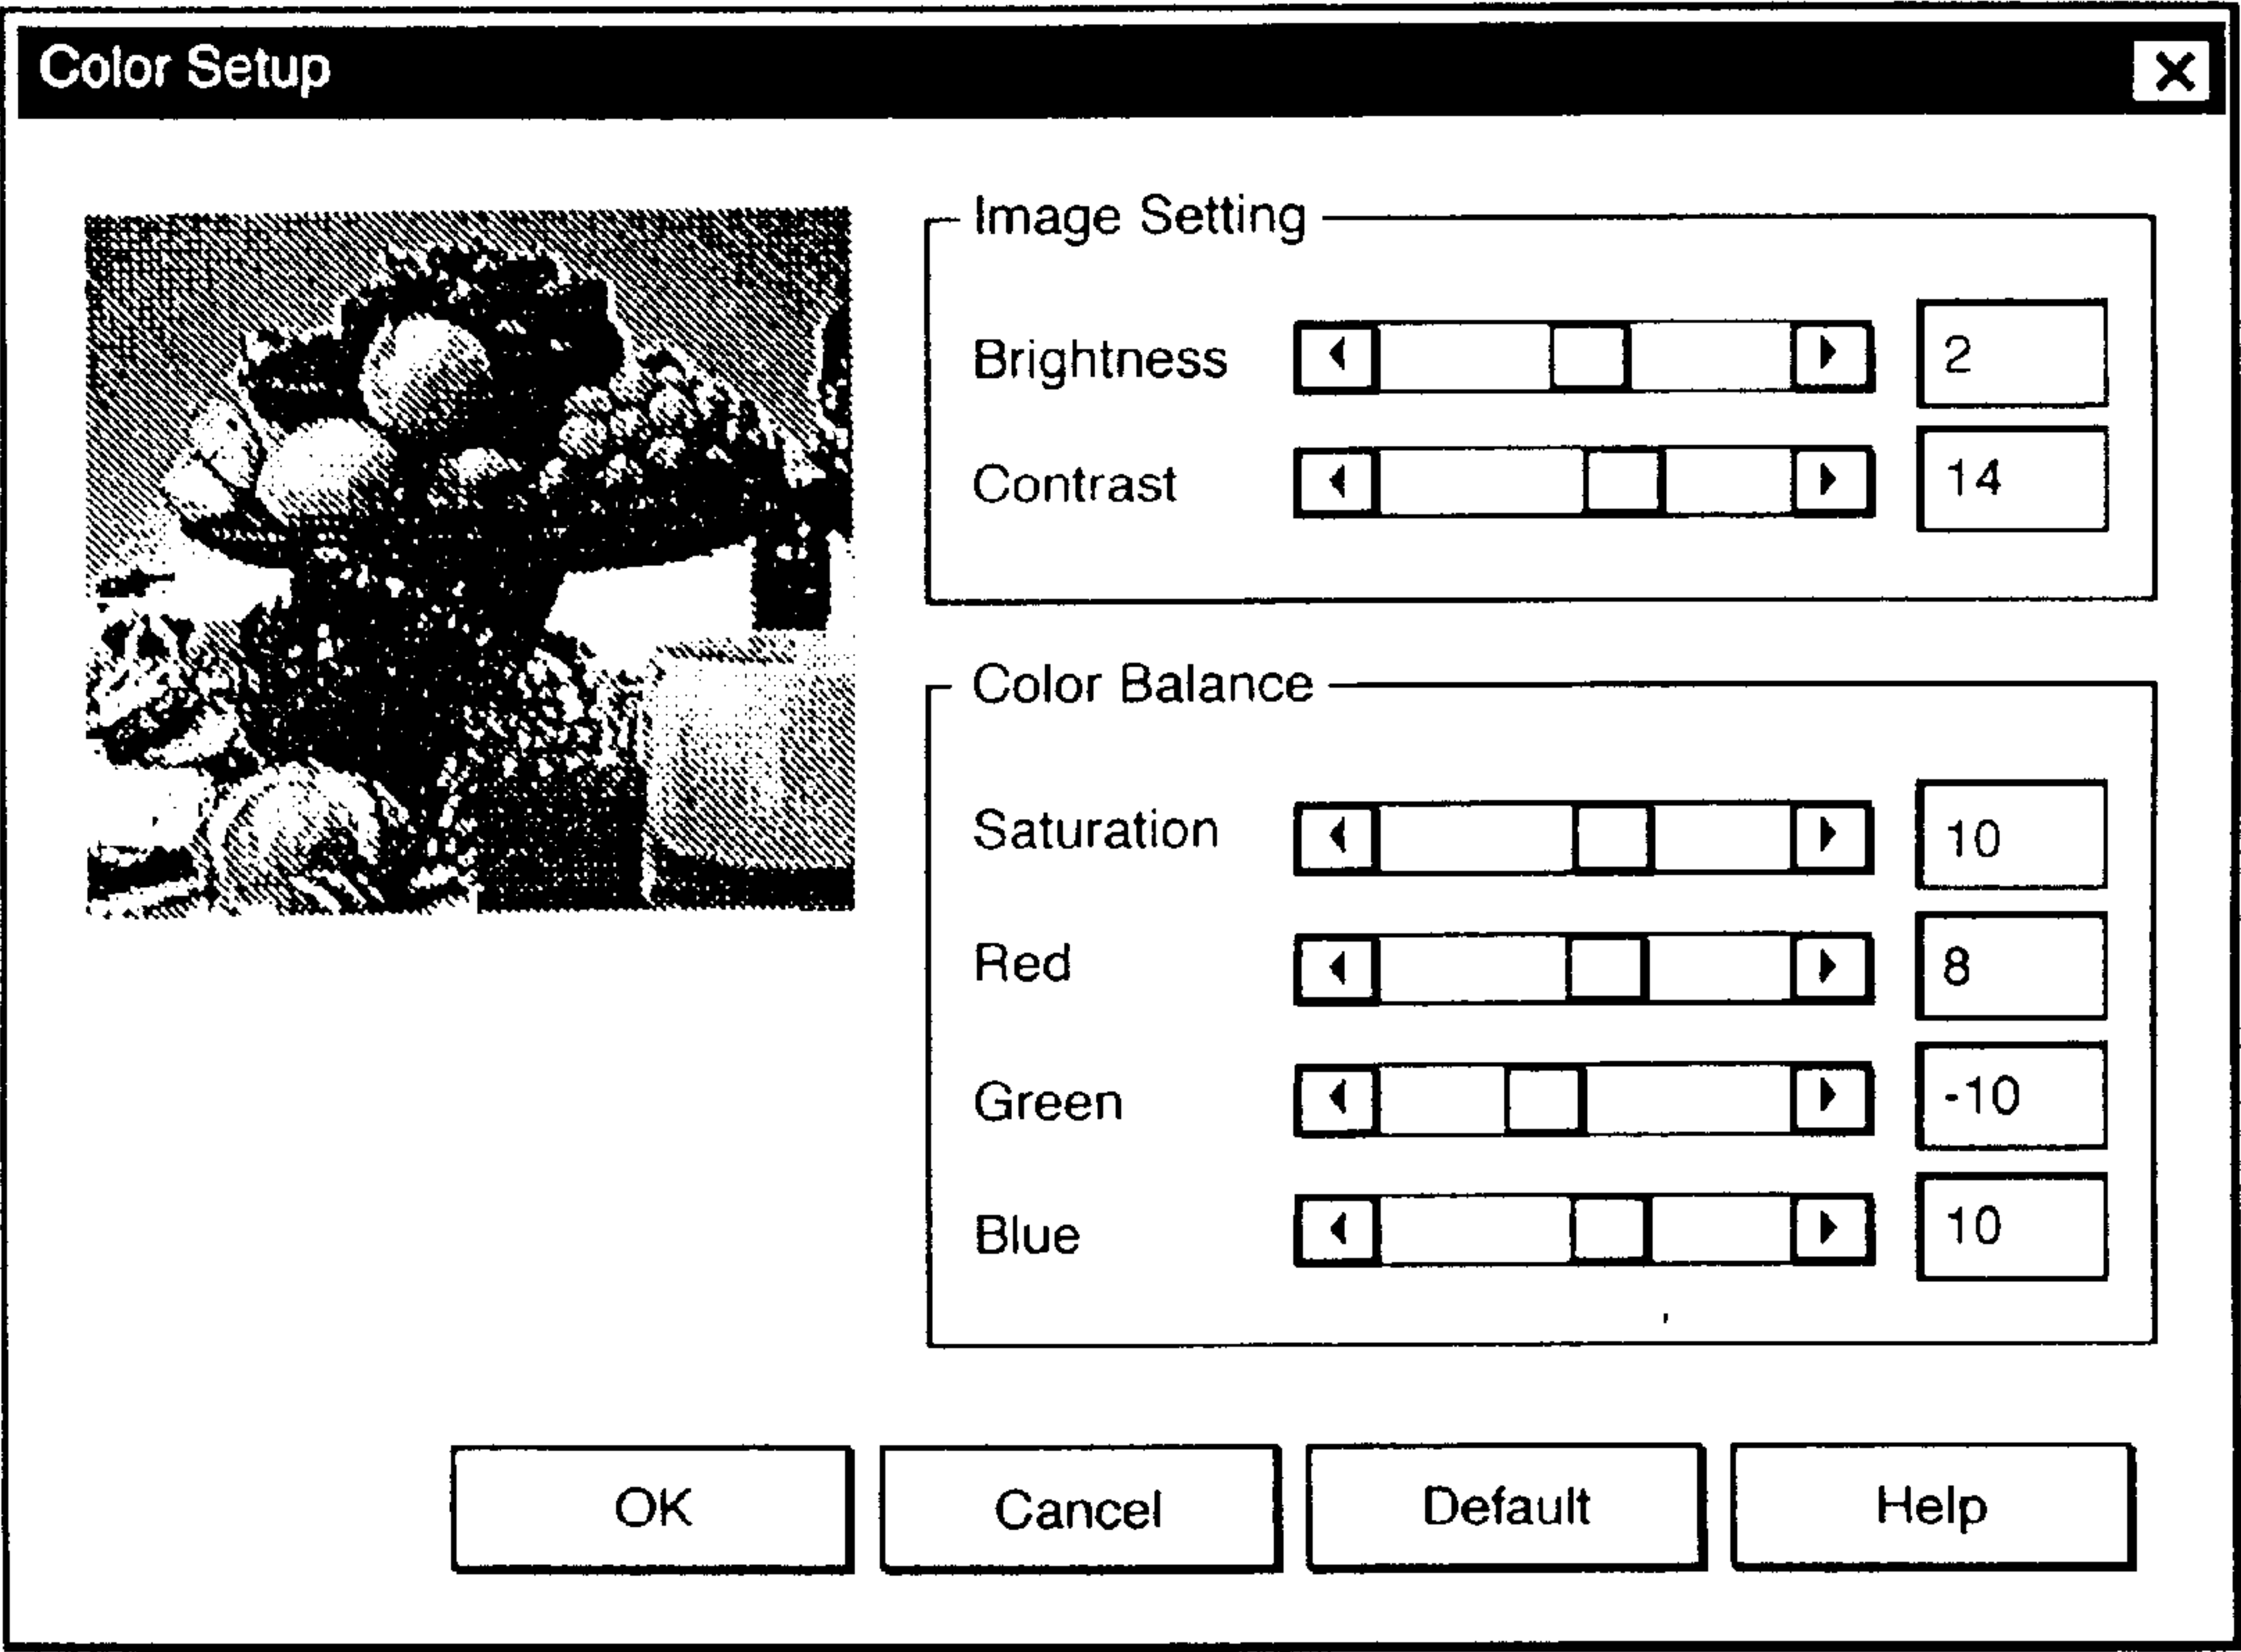 Color Setup
Image Setting
Brightness 2
Contrast 14
Color Balance
Saturation 10
Red 8
Green -10
Blue 10
OK Cancel Default Help